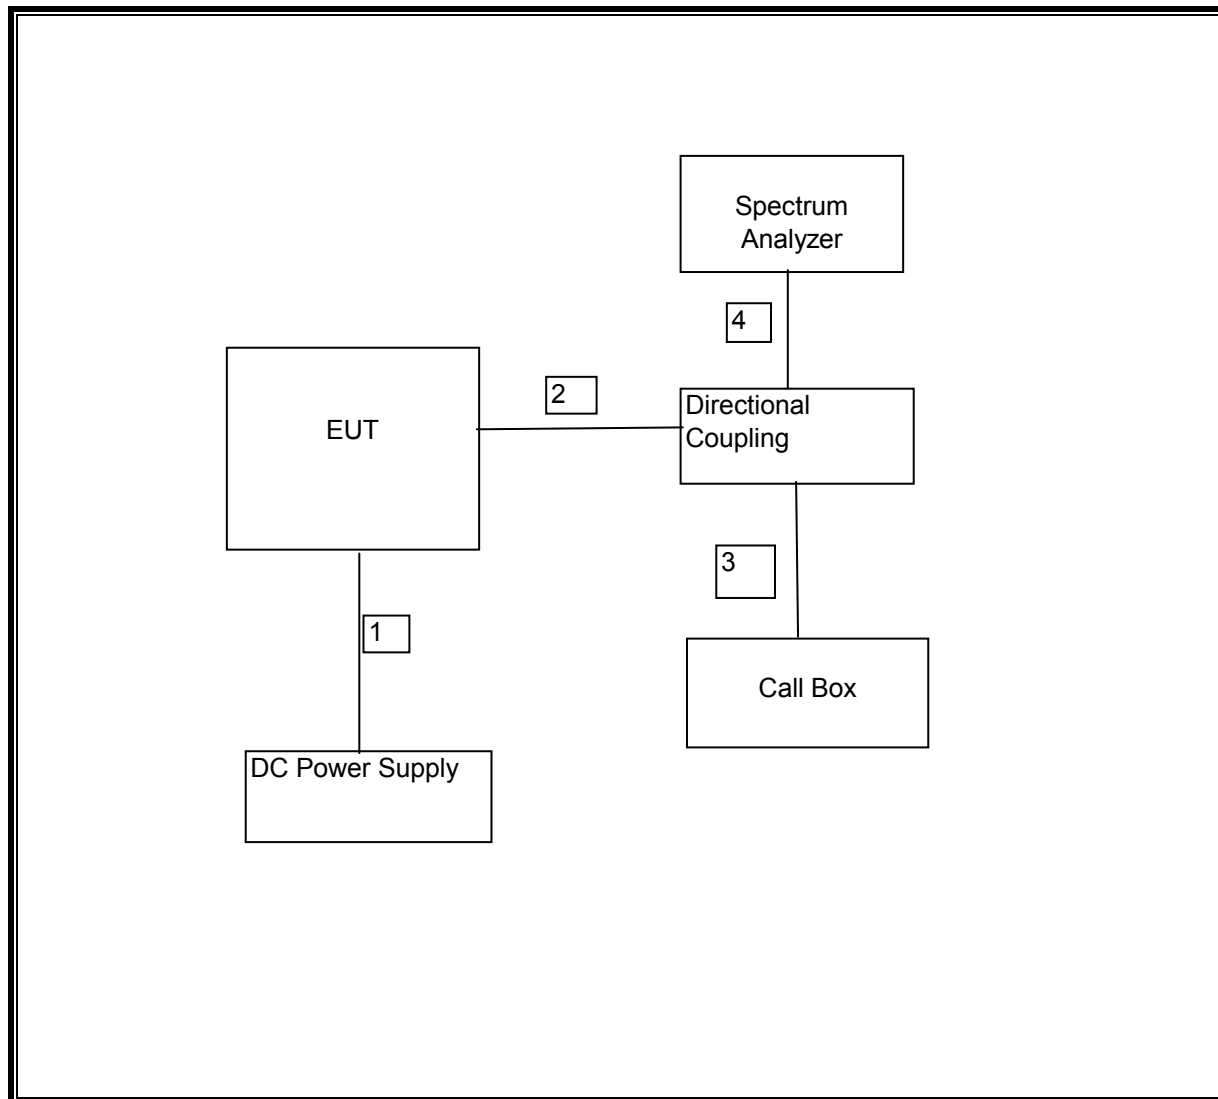 Spectrum
Analyzer
4
2
Directional
Coupling
EUT
3
1
Call Box
DC Power Supply